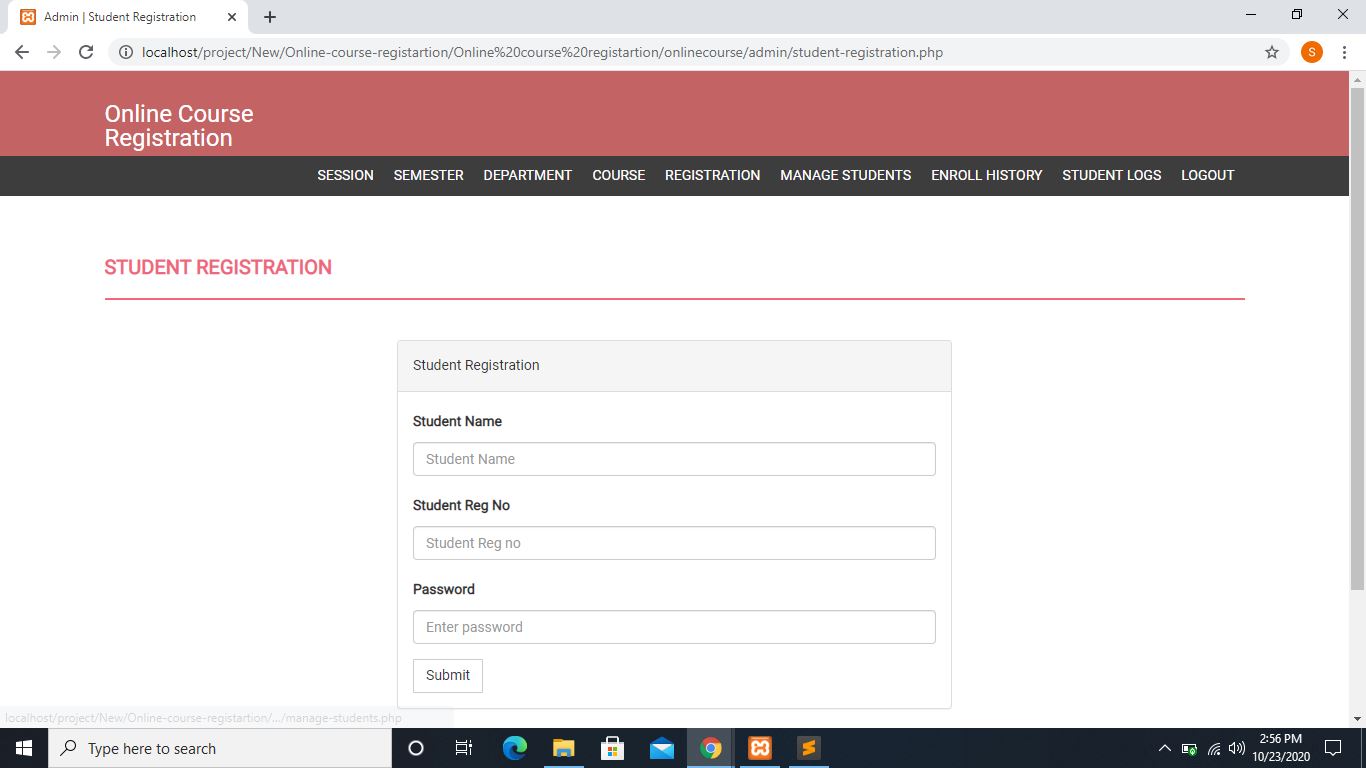 Admin | Student Registration
localhost/project/New/Online-course-registartion/Online%20course%20registartion/onlinecourse/admin/student-registration.php
S
Online Course
Registration
SESSION SEMESTER DEPARTMENT COURSE REGISTRATION MANAGE STUDENTS ENROLL HISTORY STUDENT LOGS LOGOUT
STUDENT REGISTRATION
Student Registration
Student Name
Student Name
Student Reg No
Student Reg no
Password
Enter password
Submit
localhost/project/New/Online-course-registartion/.../manage-students.php
Type here to search
2:56 PM
10/23/2020